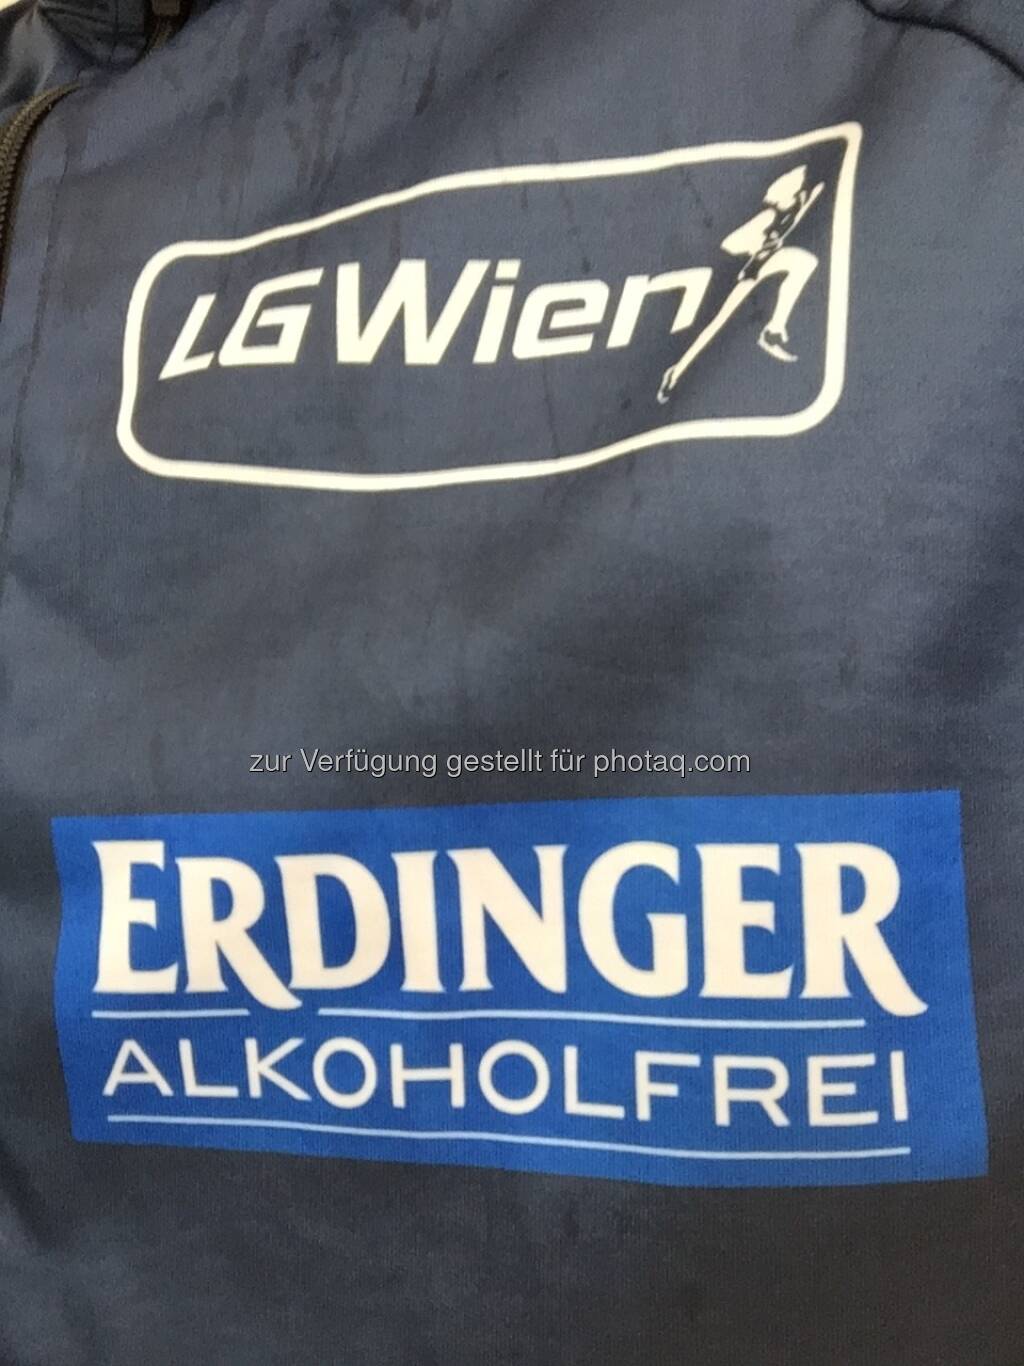 LG Wien
zur Verfügung gestellt für photaq.com
ERDINGER
ALKOHOLFREI